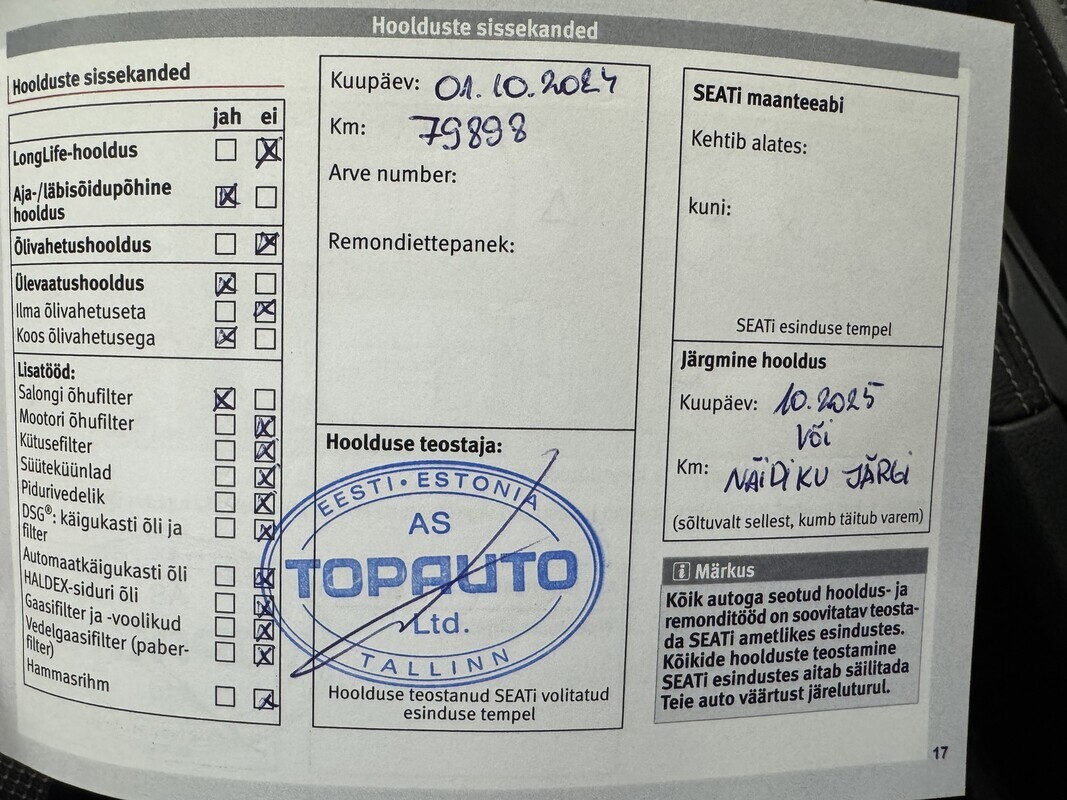 Hoolduste sissekanded
Hoolduste sissekanded
jah ei
LongLife-hooldus
Aja-/läbisõidupõhine
hooldus
Õlivahetushooldus
Ülevaatushooldus
Ilma õlivahetuseta
Koos õlivahetusega
Lisatööd:
Salongi õhufilter
Mootori õhufilter
Kütusefilter
Süüteküünlad
Pidurivedelik
DSG®: käigukasti õli ja
filter
Automaatkäigukasti õli
HALDEX-siduri õli
Gaasifilter ja -voolikud
Vedelgaasifilter (paber-
filter)
Hammasrihm
Kuupäev: 01.10.2024
Km: 79898
Arve number:
Remondiettepanek:
Hoolduse teostaja:
EESTI • ESTONIA
AS
TOPAUTO
Ltd.
TALLINN
Hoolduse teostanud SEATi volitatud
esinduse tempel
SEATi maanteeabi
Kehtib alates:
kuni:
SEATi esinduse tempel
Järgmine hooldus
Kuupäev: 10.2025
või
Km: NÄIDIKU JÄRGI
(sõltuvalt sellest, kumb täitub varem)
i Märkus
Kõik autoga seotud hooldus- ja
remonditööd on soovitatav teosta-
da SEATi ametlikes esindustes.
Kõikide hoolduste teostamine
SEATi esindustes aitab säilitada
Teie auto väärtust järeluturul.
17